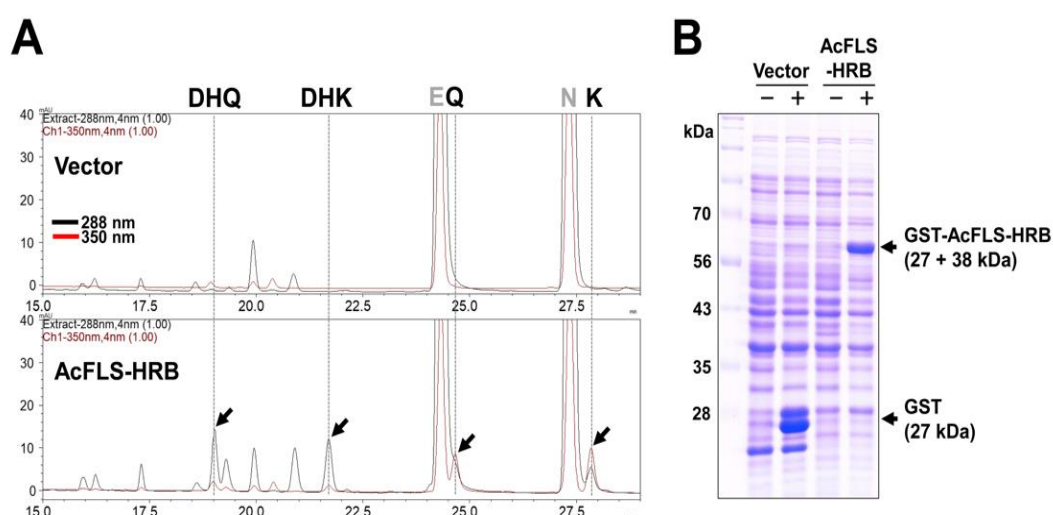 A
DHQ DHK EQ N K
mAU
40
30
20
10
0
Extract-288nm,4nm (1.00)
Ch1-350nm,4nm (1.00)
Vector
288 nm
350 nm
15.0 17.5 20.0 22.5 25.0 27.5
min
mAU
40
30
20
10
0
Extract-288nm,4nm (1.00)
Ch1-350nm,4nm (1.00)
AcFLS-HRB
15.0 17.5 20.0 22.5 25.0 27.5
B
Vector
AcFLS
-HRB
− + − +
kDa
70
56
43
35
28
GST-AcFLS-HRB
(27 + 38 kDa)
GST
(27 kDa)